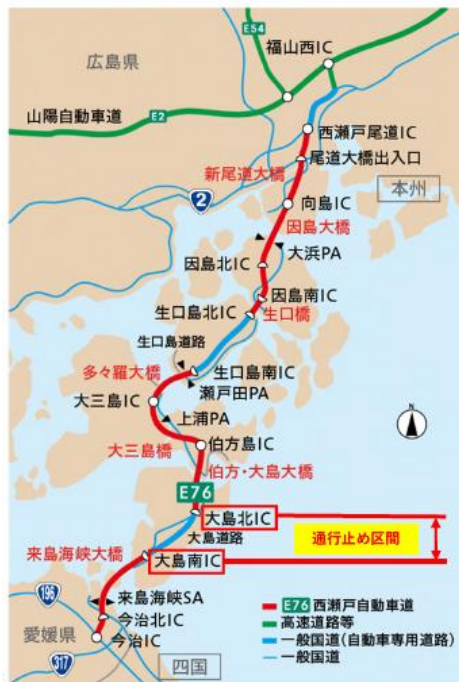 E54
福山西IC
広島県
山陽自動車道
E2
西瀬戸尾道IC
尾道大橋出入口
新尾道大橋
本州
2
向島IC
因島大橋
大浜PA
因島北IC
因島南IC
生口島北IC
生口橋
生口島道路
多々羅大橋
生口島南IC
瀬戸田PA
大三島IC
上浦PA
大三島橋
伯方島IC
伯方・大島大橋
E76
大島北IC
大島道路
通行止め区間
来島海峡大橋
大島南IC
196
来島海峡SA
今治北IC
愛媛県
今治IC
317
四国
N
E76 西瀬戸自動車道
高速道路等
一般国道(自動車専用道路)
一般国道